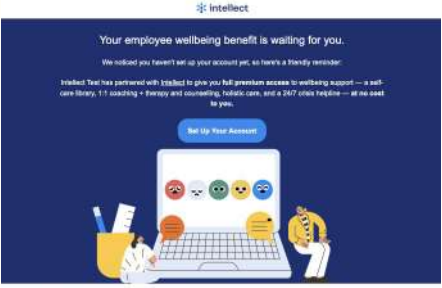 intellect
Your employee wellbeing benefit is waiting for you.
We noticed you haven't set up your account yet, so here's a friendly reminder:
Intellect Test has partnered with Intellect to give you full premium access to wellbeing support — a self-
care library, 1:1 coaching + therapy and counselling, holistic care, and a 24/7 crisis helpline — at no cost
to you.
Set Up Your Account